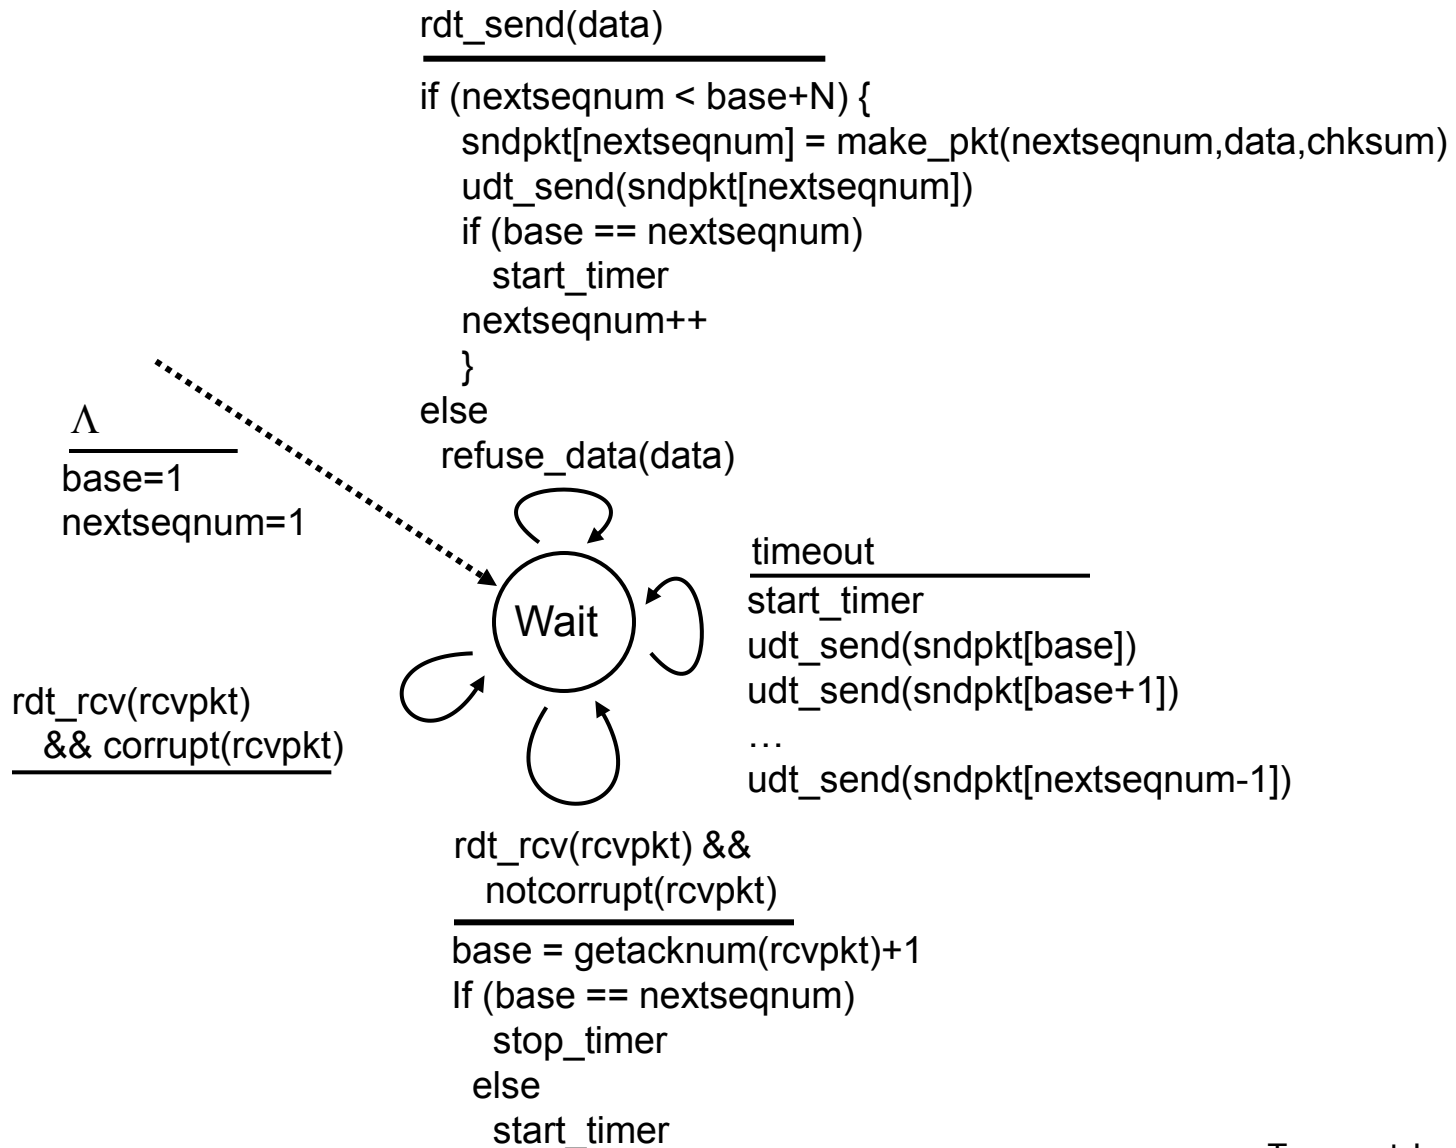 rdt_send(data)
if (nextseqnum < base+N) {
sndpkt[nextseqnum] = make_pkt(nextseqnum,data,chksum)
udt_send(sndpkt[nextseqnum])
if (base == nextseqnum)
start_timer
nextseqnum++
}
else
refuse_data(data)
Λ
base=1
nextseqnum=1
Wait
timeout
start_timer
udt_send(sndpkt[base])
udt_send(sndpkt[base+1])
…
udt_send(sndpkt[nextseqnum-1])
rdt_rcv(rcvpkt)
&& corrupt(rcvpkt)
rdt_rcv(rcvpkt) &&
notcorrupt(rcvpkt)
base = getacknum(rcvpkt)+1
If (base == nextseqnum)
stop_timer
else
start_timer